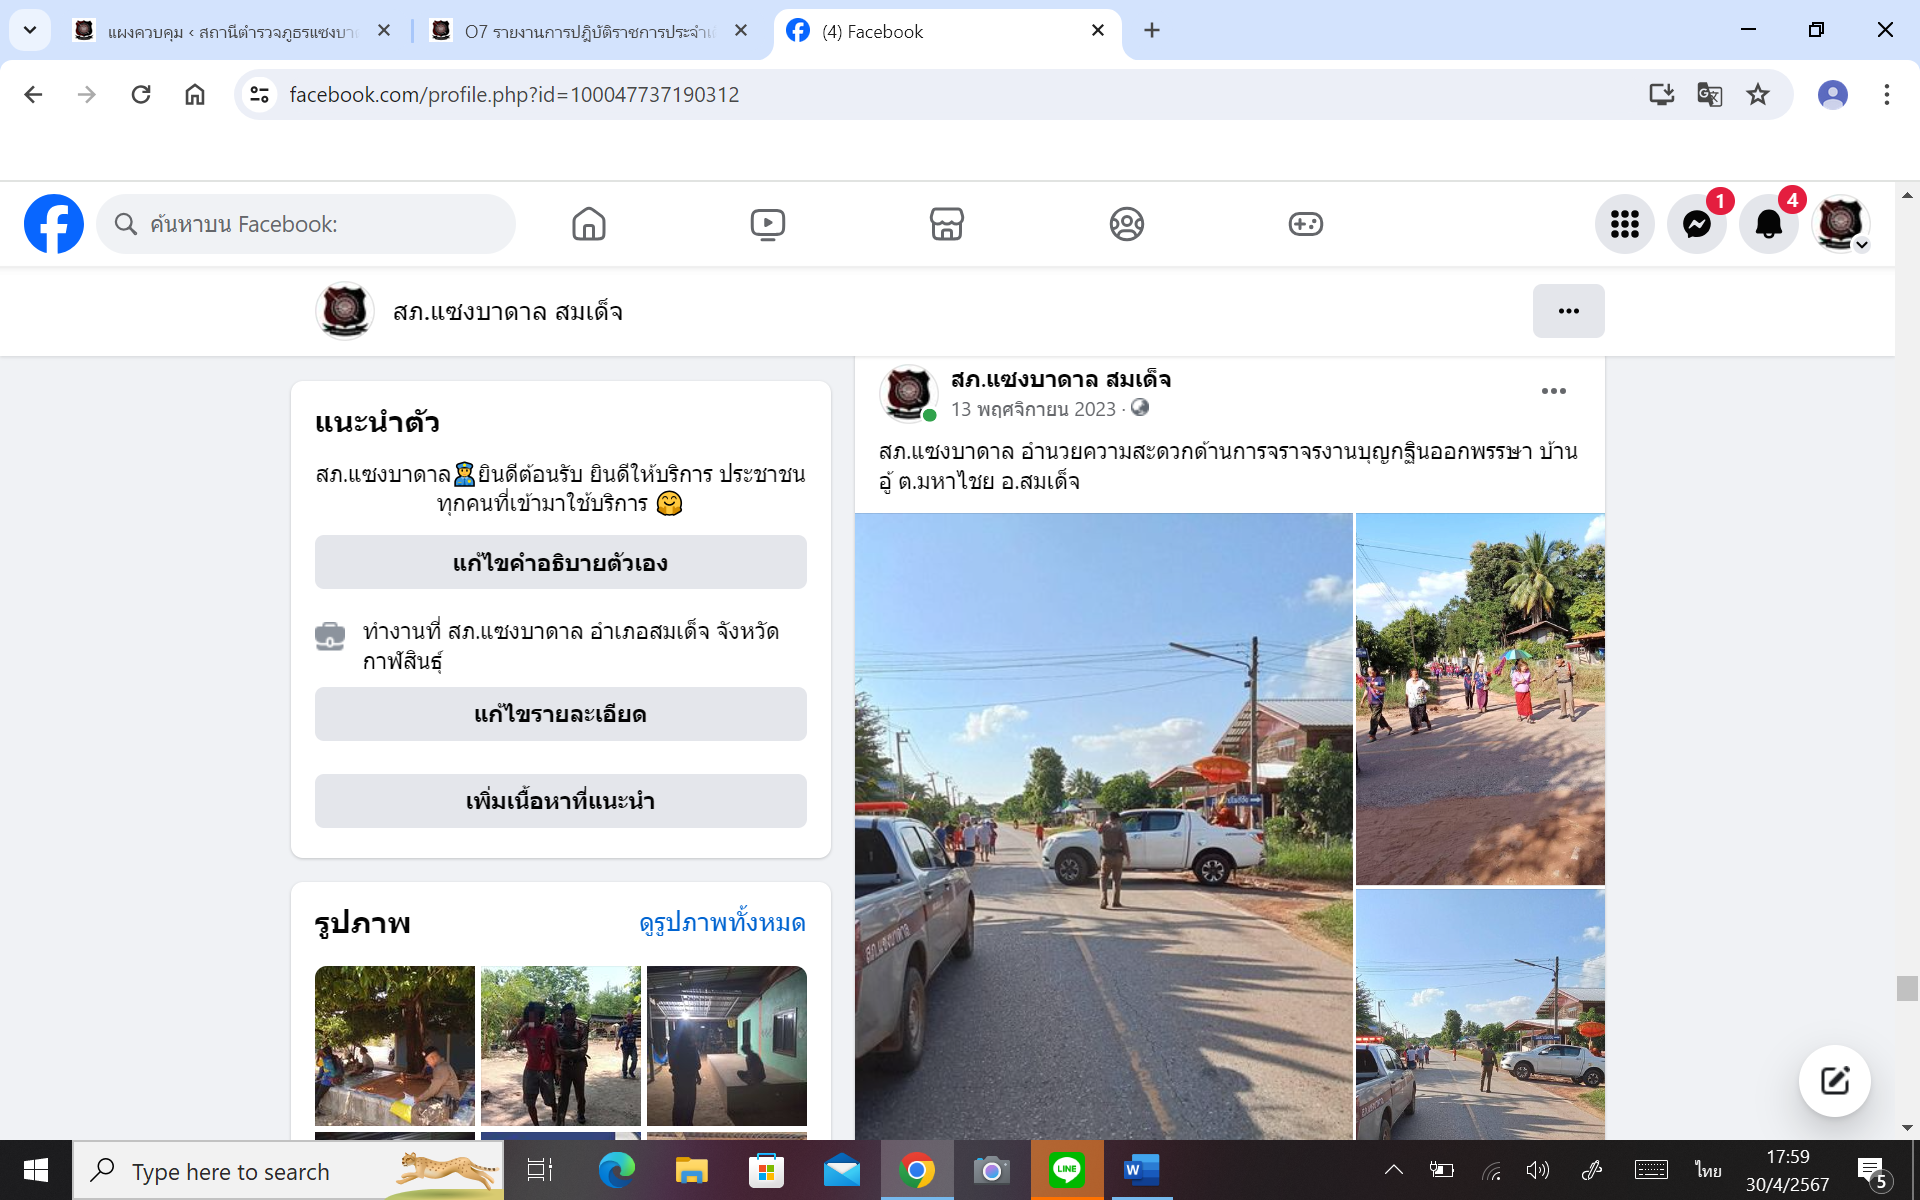 แผงควบคุม ‹ สถานีตำรวจภูธรแซงบา
O7 รายงานการปฏิบัติราชการประจำ
(4) Facebook
facebook.com/profile.php?id=100047737190312
ค้นหาบน Facebook:
1
4
สภ.แซงบาดาล สมเด็จ
แนะนำตัว
สภ.แซงบาดาล👮ยินดีต้อนรับ ยินดีให้บริการ ประชาชน
ทุกคนที่เข้ามาใช้บริการ 🤗
แก้ไขคำอธิบายตัวเอง
ทำงานที่ สภ.แซงบาดาล อำเภอสมเด็จ จังหวัด
กาฬสินธุ์
แก้ไขรายละเอียด
เพิ่มเนื้อหาที่แนะนำ
รูปภาพ
ดูรูปภาพทั้งหมด
สภ.แซงบาดาล สมเด็จ
13 พฤศจิกายน 2023 ·
สภ.แซงบาดาล อำนวยความสะดวกด้านการจราจรงานบุญกฐินออกพรรษา บ้าน
อู้ ต.มหาไชย อ.สมเด็จ
สภ.แซงบาดาล
Type here to search
LINE
W
ไทย
17:59
30/4/2567
5